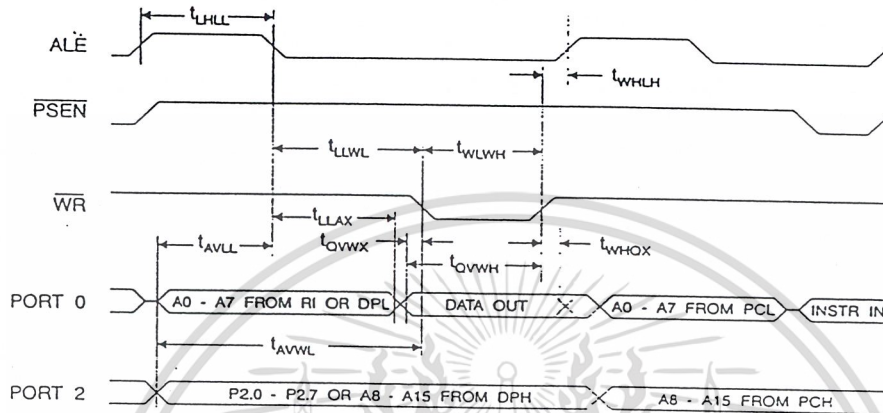 tLHLL
ALE
tWHLH
PSEN
tLLWL
tWLWH
WR
tLLAX
tAVLL
tQVWX
tWHQX
tQVWH
PORT 0
A0 - A7 FROM RI OR DPL
DATA OUT
A0 - A7 FROM PCL
INSTR IN
tAVWL
PORT 2
P2.0 - P2.7 OR A8 - A15 FROM DPH
A8 - A15 FROM PCH